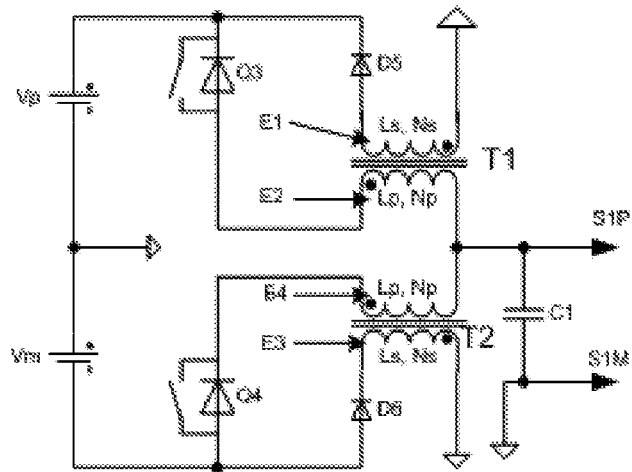 Vp
Q3
D5
E1
Ls, Ns
T1
E2
Lp, Np
S1P
E4
Lp, Np
C1
E3
Ls, Ns
T2
Vm
Q4
D6
S1M